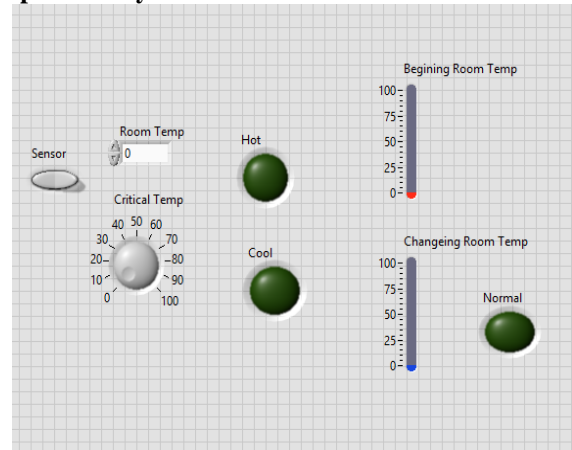 Begining Room Temp
100
75
50
25
0
Room Temp
0
Sensor
Hot
Critical Temp
0
10
20
30
40
50
60
70
80
90
100
Cool
Changeing Room Temp
100
75
50
25
0
Normal